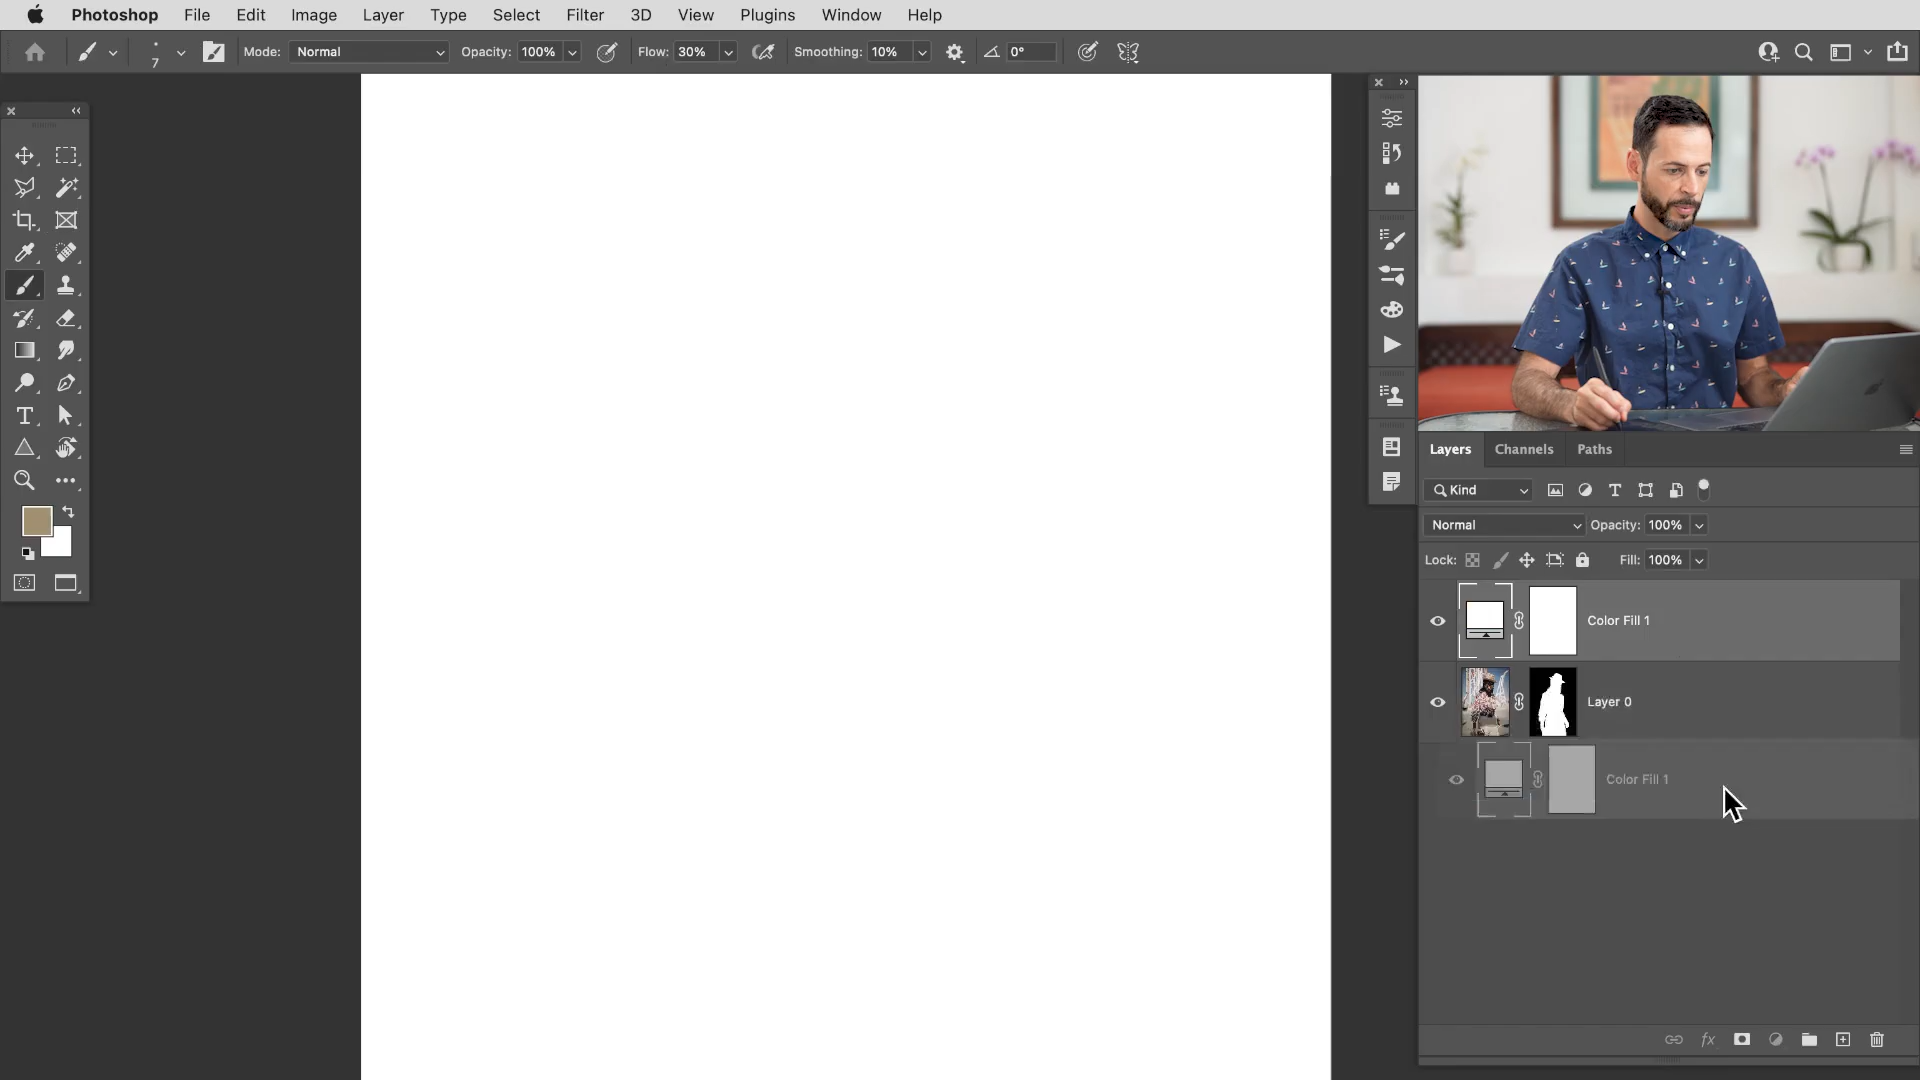 Photoshop File Edit Image Layer Type Select Filter 3D View Plugins Window Help
7 Mode: Normal Opacity: 100% Flow: 30% Smoothing: 10% 0°
Layers Channels Paths
Kind
Normal Opacity: 100%
Lock: Fill: 100%
Color Fill 1
Layer 0
Color Fill 1
fx